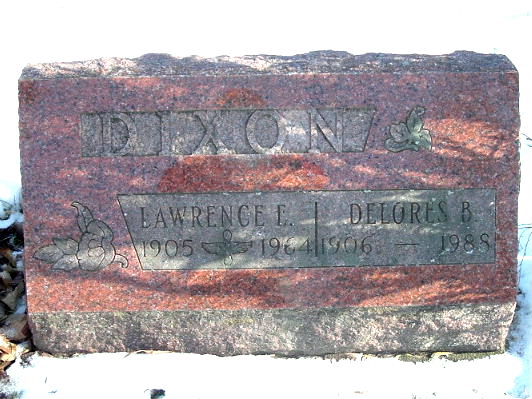 DIXON
LAWRENCE E. DELORES B.
1905 1964 1906 — 1988